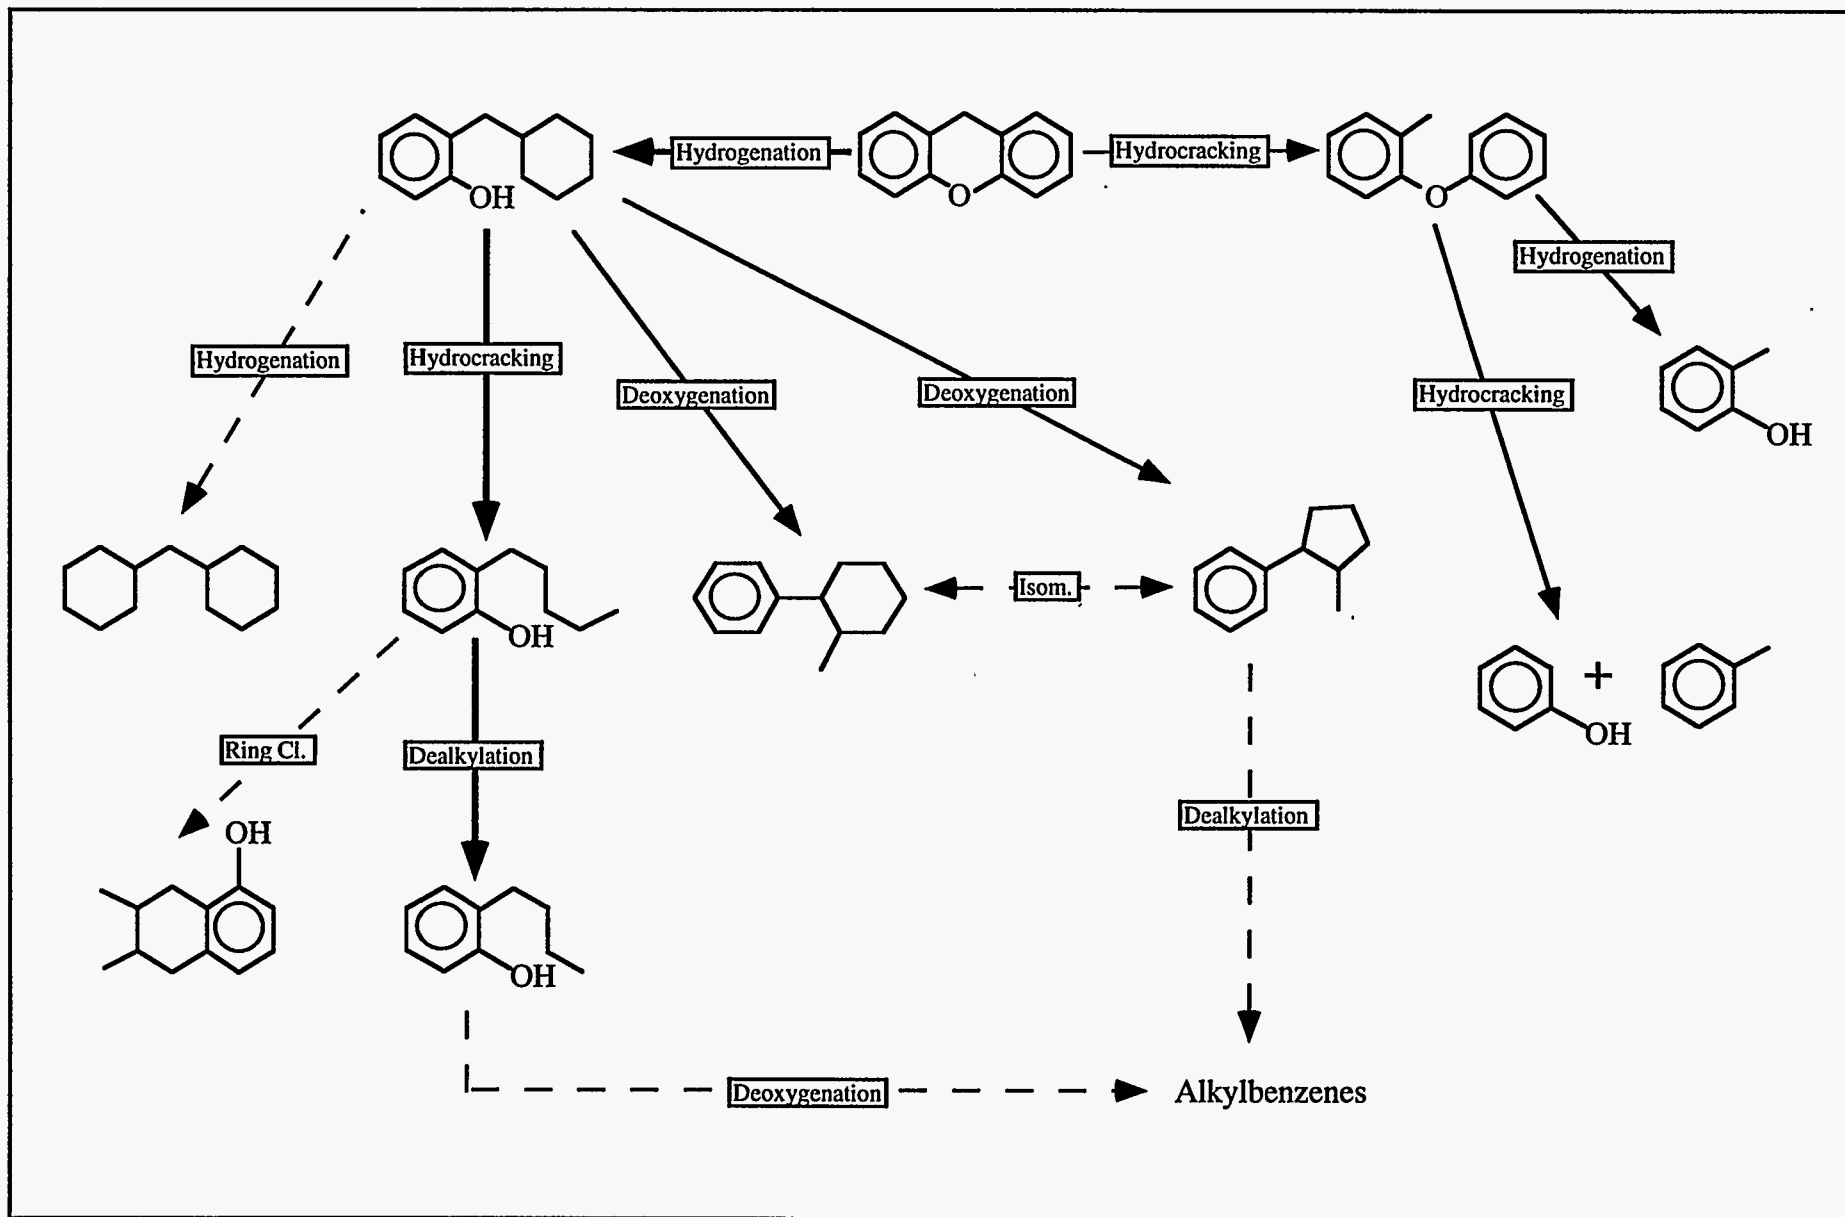 Hydrogenation
Hydrocracking
OH
O
O
Hydrogenation
Hydrogenation
Hydrocracking
Deoxygenation
Deoxygenation
Hydrocracking
OH
Isom.
OH
OH
Ring Cl.
Dealkylation
Dealkylation
OH
OH
+
Deoxygenation
Alkylbenzenes